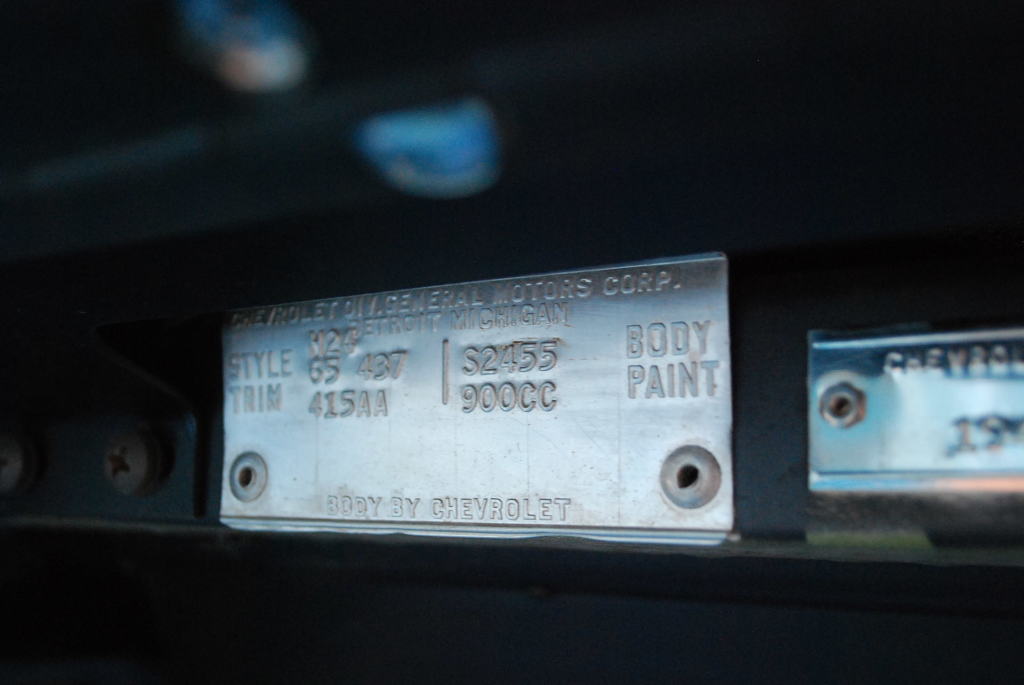 CHEVROLET DIV. GENERAL MOTORS CORP.
DETROIT MICHIGAN
M24
STYLE 65 437 S2455 BODY
TRIM 415AA 900CC PAINT
BODY BY CHEVROLET